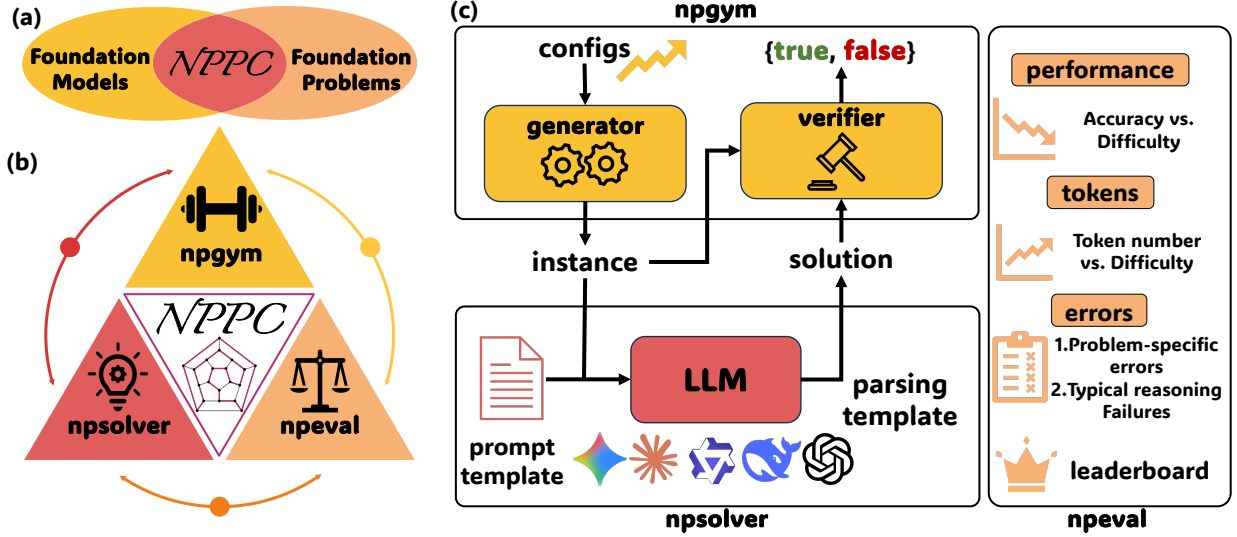 (a)
Foundation
Models
NPPC
Foundation
Problems
(b)
npgym
NPPC
npsolver
npeval
(c)
npgym
configs
{true, false}
generator
verifier
instance
solution
LLM
prompt
template
parsing
template
npsolver
performance
Accuracy vs.
Difficulty
tokens
Token number
vs. Difficulty
errors
1.Problem-specific
errors
2.Typical reasoning
Failures
leaderboard
npeval